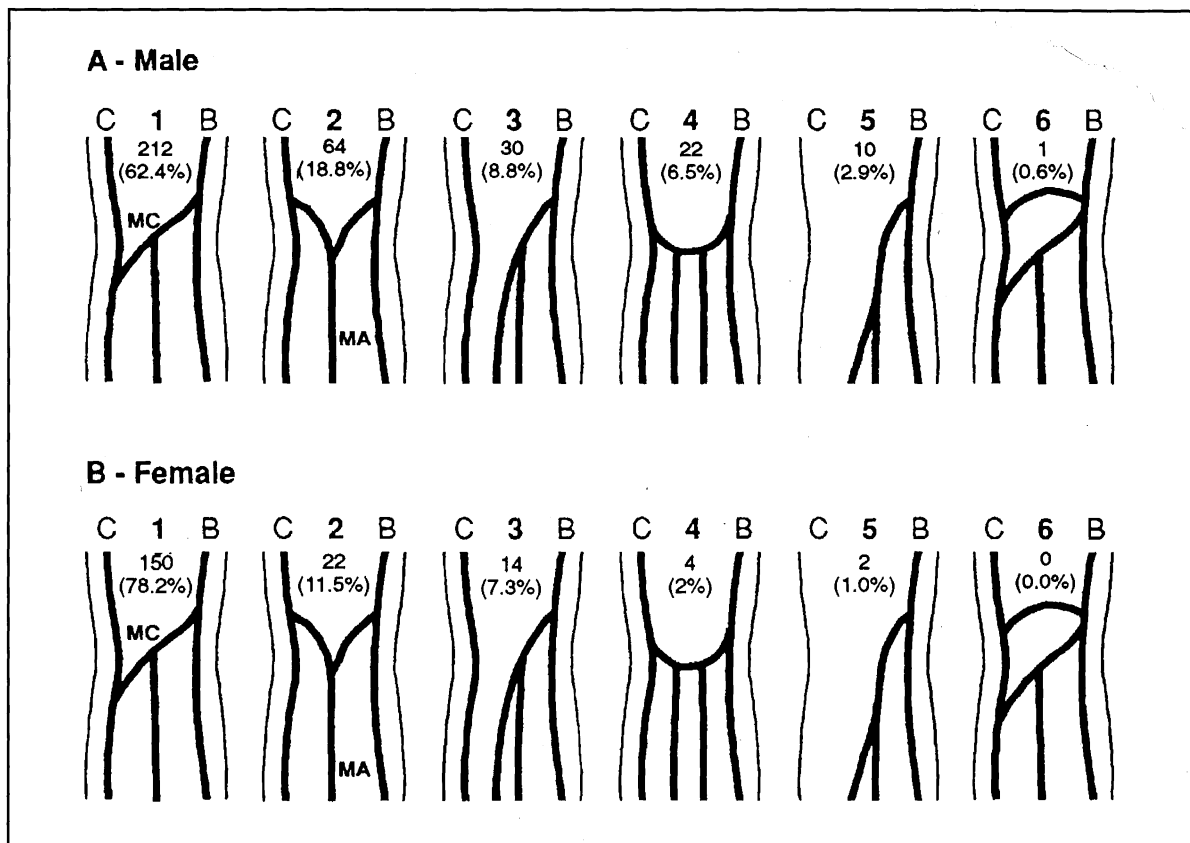 A - Male
C 1 B C 2 B C 3 B C 4 B C 5 B C 6 B
212 64 30 22 10 1
(62.4%) (18.8%) (8.8%) (6.5%) (2.9%) (0.6%)
MC
MA
B - Female
C 1 B C 2 B C 3 B C 4 B C 5 B C 6 B
150 22 14 4 2 0
(78.2%) (11.5%) (7.3%) (2%) (1.0%) (0.0%)
MC
MA